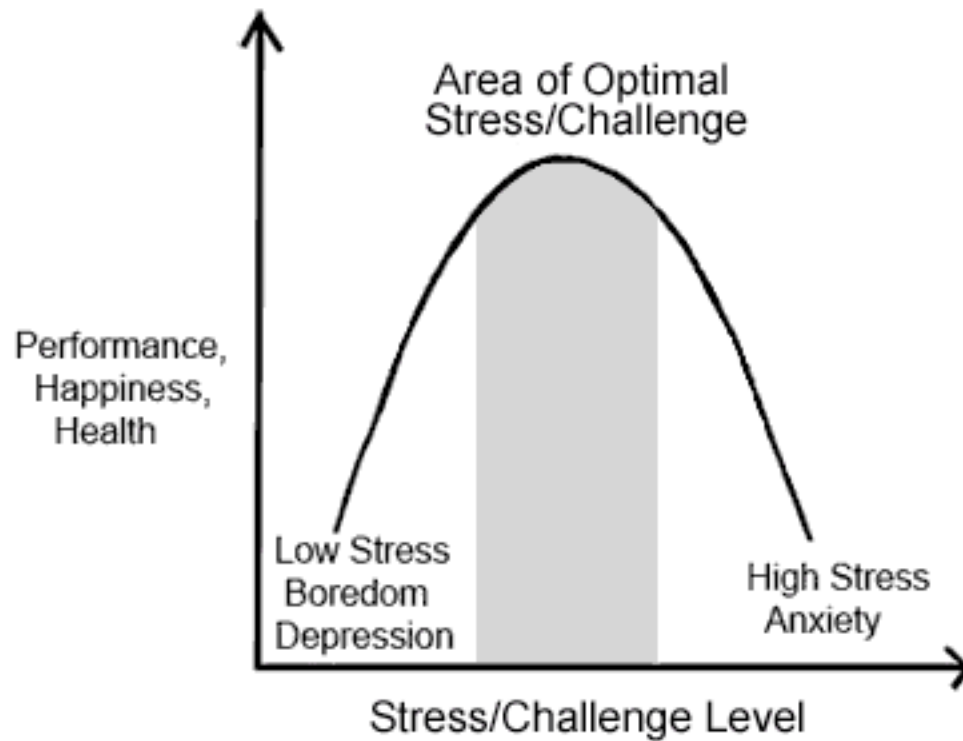 Area of Optimal
Stress/Challenge
Performance,
Happiness,
Health
Low Stress
Boredom
Depression
High Stress
Anxiety
Stress/Challenge Level